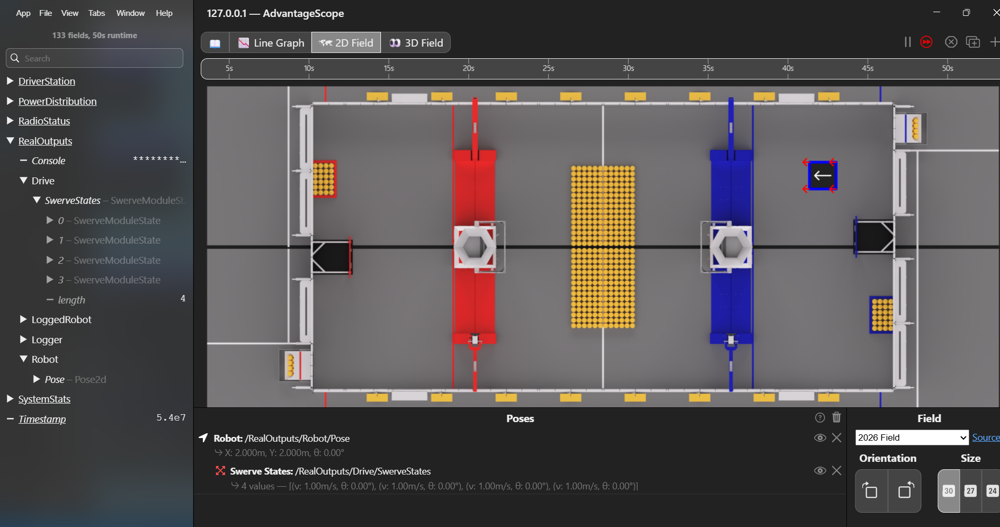 App File View Tabs Window Help
127.0.0.1 — AdvantageScope
133 fields, 50s runtime
Line Graph 2D Field 3D Field
Search
5s 10s 15s 20s 25s 30s 35s 40s 45s 50s
DriverStation
PowerDistribution
RadioStatus
RealOutputs
Console ********...
Drive
SwerveStates – SwerveModuleSt
0 – SwerveModuleState
1 – SwerveModuleState
2 – SwerveModuleState
3 – SwerveModuleState
length 4
LoggedRobot
Logger
Robot
Pose – Pose2d
SystemStats
Timestamp 5.4e7
Poses
Robot: /RealOutputs/Robot/Pose
X: 2.000m, Y: 2.000m, θ: 0.00°
Swerve States: /RealOutputs/Drive/SwerveStates
4 values — [(v: 1.00m/s, θ: 0.00°), (v: 1.00m/s, θ: 0.00°), (v: 1.00m/s, θ: 0.00°), (v: 1.00m/s, θ: 0.00°)]
Field
2026 Field Source
Orientation Size
30 27 24